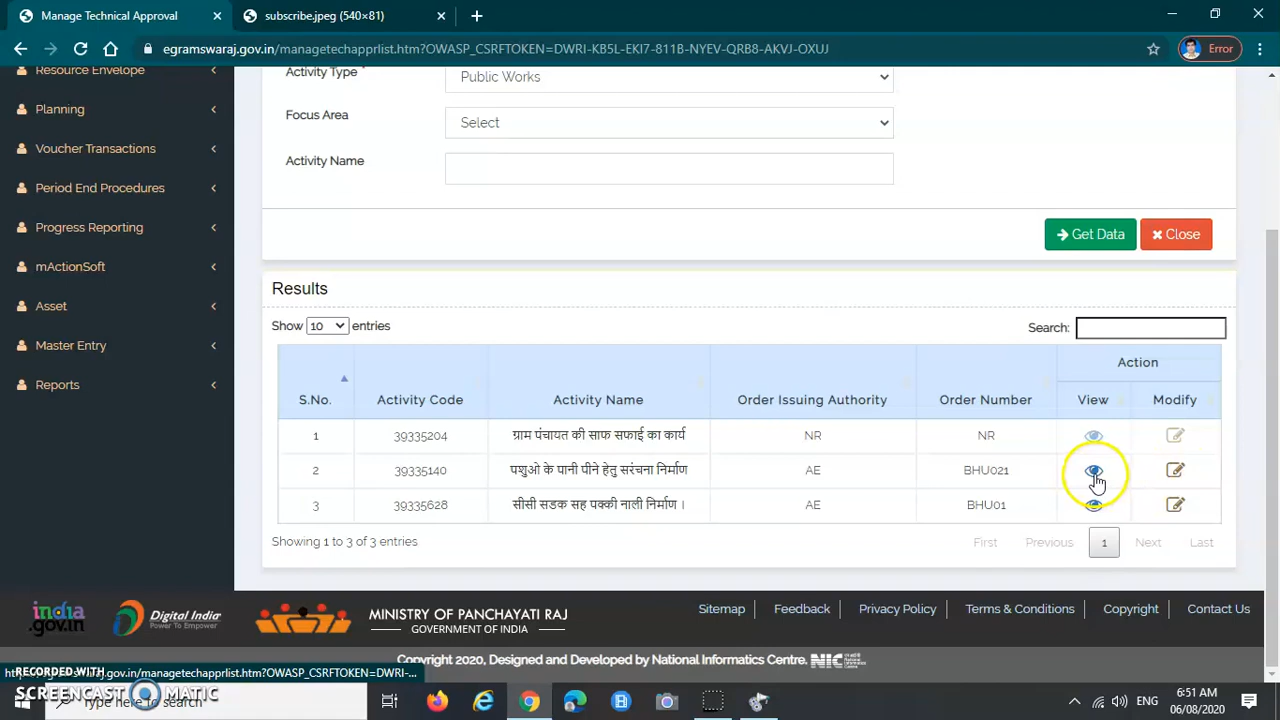 Manage Technical Approval
subscribe.jpeg (540×81)
egramswaraj.gov.in/managetechapprlist.htm?OWASP_CSRFTOKEN=DWRI-KB5L-EKI7-811B-NYEV-QRB8-AKVJ-OXUJ
Error
Resource Envelope
Planning
Voucher Transactions
Period End Procedures
Progress Reporting
mActionSoft
Asset
Master Entry
Reports
Activity Type *
Public Works
Focus Area
Select
Activity Name
Get Data
Close
Results
Show 10 entries
Search:
Action
S.No. Activity Code Activity Name Order Issuing Authority Order Number View Modify
1 39335204 ग्राम पंचायत की साफ सफाई का कार्य NR NR
2 39335140 पशुओ के पानी पीने हेतु सरंचना निर्माण AE BHU021
3 39335628 सीसी सडक सह पक्की नाली निर्माण । AE BHU01
Showing 1 to 3 of 3 entries
First Previous 1 Next Last
india.gov.in
Digital India
Power To Empower
MINISTRY OF PANCHAYATI RAJ
GOVERNMENT OF INDIA
Sitemap Feedback Privacy Policy Terms & Conditions Copyright Contact Us
Copyright 2020, Designed and Developed by National Informatics Centre. NIC
RECORDED WITH
SCREENCAST MATIC
Type here to search
ENG
6:51 AM
06/08/2020